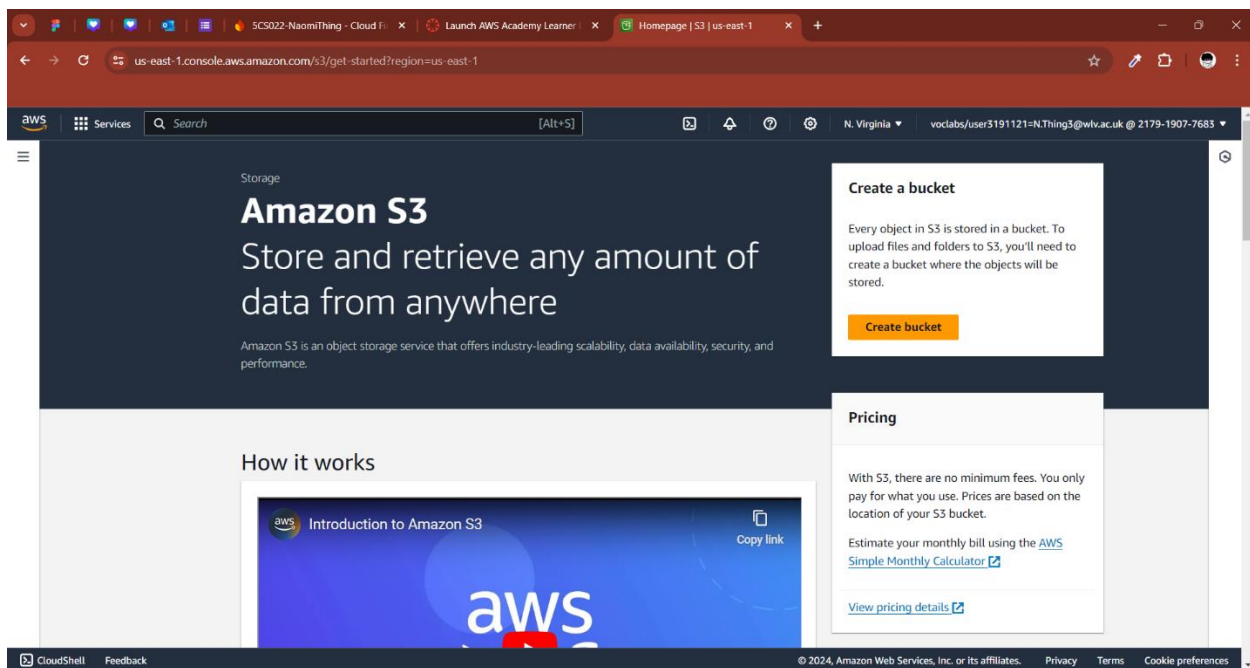 5CS022-NaomiThing - Cloud Fi
Launch AWS Academy Learner
Homepage | S3 | us-east-1
us-east-1.console.aws.amazon.com/s3/get-started?region=us-east-1
aws
Services
Search
[Alt+S]
N. Virginia
voclabs/user3191121=N.Thing3@wlv.ac.uk @ 2179-1907-7683
Storage
Amazon S3
Store and retrieve any amount of
data from anywhere
Amazon S3 is an object storage service that offers industry-leading scalability, data availability, security, and
performance.
Create a bucket
Every object in S3 is stored in a bucket. To
upload files and folders to S3, you'll need to
create a bucket where the objects will be
stored.
Create bucket
Pricing
With S3, there are no minimum fees. You only
pay for what you use. Prices are based on the
location of your S3 bucket.
Estimate your monthly bill using the AWS
Simple Monthly Calculator
View pricing details
How it works
aws
Introduction to Amazon S3
Copy link
aws
CloudShell
Feedback
© 2024, Amazon Web Services, Inc. or its affiliates.
Privacy
Terms
Cookie preferences